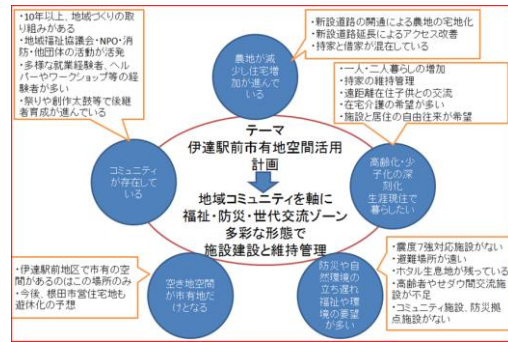 ・10年以上、地域づくりの取り組みがある
・地域福祉協議会・NPO・消防・他団体の活動が活発
・多様な就業経験者、ヘルパーやワークショップ等の経験者が多い
・祭りや創作太鼓等で後継者育成が進んでいる
農地が減少し住宅増加が進んでいる
・新設道路の開通による農地の宅地化
・新設道路延長によるアクセス改善
・持家と借家が混在している
・一人・二人暮らしの増加
・持家の維持管理
・遠距離在住子供との交流
・在宅介護の希望が多い
・施設と居住の自由往来が希望
コミュニティが存在している
テーマ
伊達駅前市有地空間活用
計画
地域コミュニティを軸に
福祉・防災・世代交流ゾーン
多彩な形態で
施設建設と維持管理
高齢化・少子化の深刻化
生涯現住で暮らしたい
・伊達駅前地区で市有の空間があるのはこの場所のみ
・今後、根田市営住宅地も遊休化の予想
空き地空間が市有地だけとなる
防災や自然環境の立ち遅れ
福祉や環境の要望が多い
・震度7強対応施設がない
・避難場所が遠い
・ホタル生息地が残っている
・高齢者やセダウ間交流施設が不足
・コミュニティ施設、防災拠点施設がない